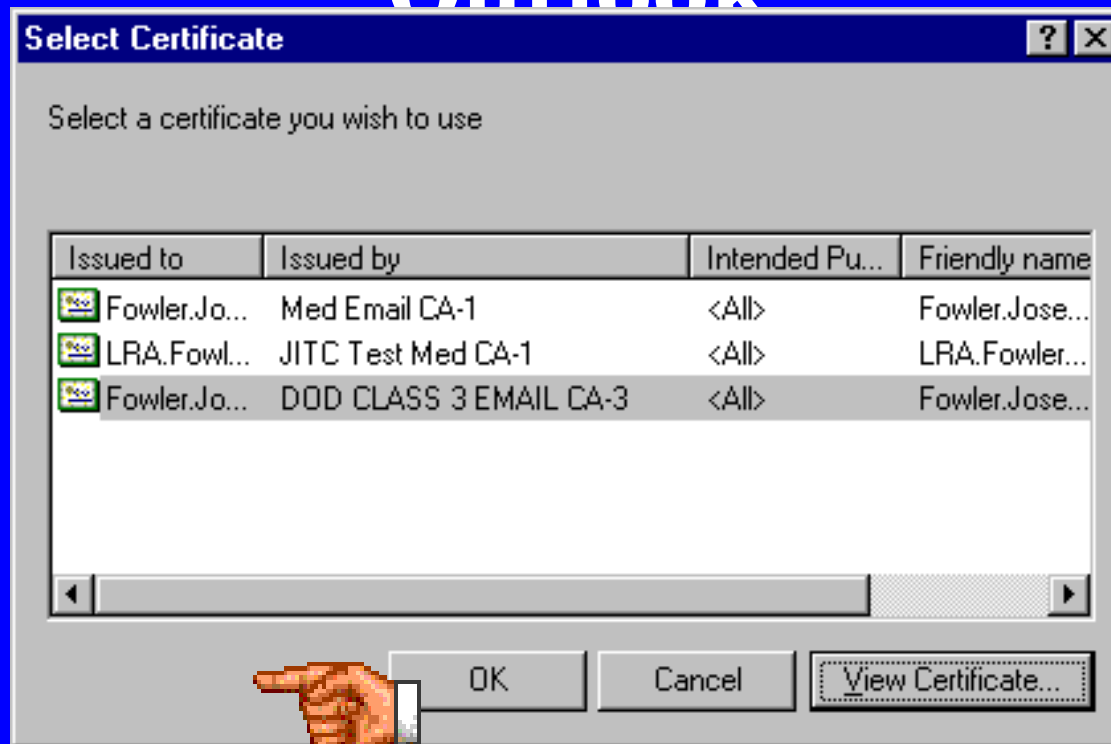 Outlook
Select Certificate
Select a certificate you wish to use
Issued to Issued by Intended Pu... Friendly name
Fowler.Jo... Med Email CA-1 <All> Fowler.Jose...
LRA.Fowl... JITC Test Med CA-1 <All> LRA.Fowler...
Fowler.Jo... DOD CLASS 3 EMAIL CA-3 <All> Fowler.Jose...
OK Cancel View Certificate...